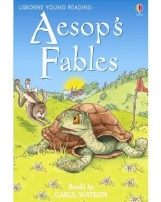 USBORNE YOUNG READING
Aesop's
Fables
Retold by
CAROL WATSON